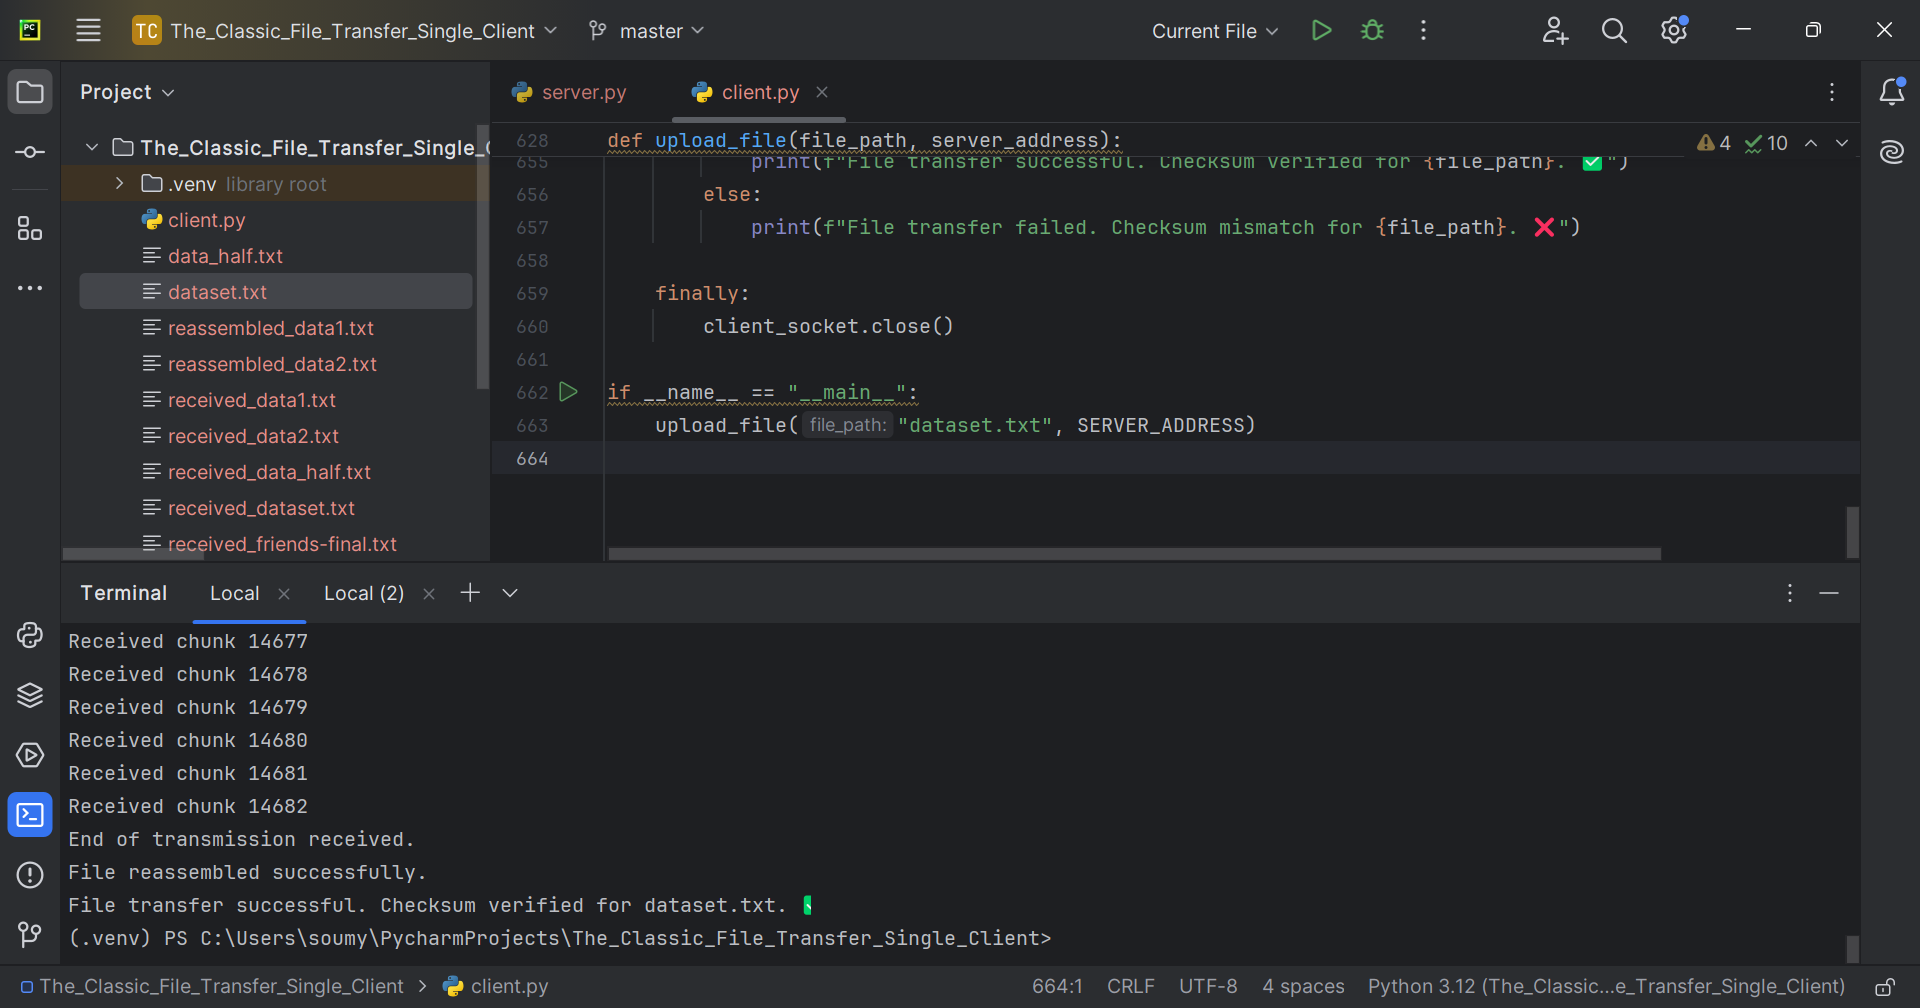 PC
TC The_Classic_File_Transfer_Single_Client
master
Current File
Project
server.py
client.py
The_Classic_File_Transfer_Single_
.venv library root
client.py
data_half.txt
dataset.txt
reassembled_data1.txt
reassembled_data2.txt
received_data1.txt
received_data2.txt
received_data_half.txt
received_dataset.txt
received_friends-final.txt
628 def upload_file(file_path, server_address):
4 10
655 print(f"File transfer successful. Checksum verified for {file_path}. ✅")
656 else:
657 print(f"File transfer failed. Checksum mismatch for {file_path}. ❌")
658
659 finally:
660 client_socket.close()
661
662 if __name__ == "__main__":
663 upload_file(file_path: "dataset.txt", SERVER_ADDRESS)
664
Terminal Local Local (2)
Received chunk 14677
Received chunk 14678
Received chunk 14679
Received chunk 14680
Received chunk 14681
Received chunk 14682
End of transmission received.
File reassembled successfully.
File transfer successful. Checksum verified for dataset.txt.
(.venv) PS C:\Users\soumy\PycharmProjects\The_Classic_File_Transfer_Single_Client>
The_Classic_File_Transfer_Single_Client > client.py
664:1 CRLF UTF-8 4 spaces Python 3.12 (The_Classic...e_Transfer_Single_Client)